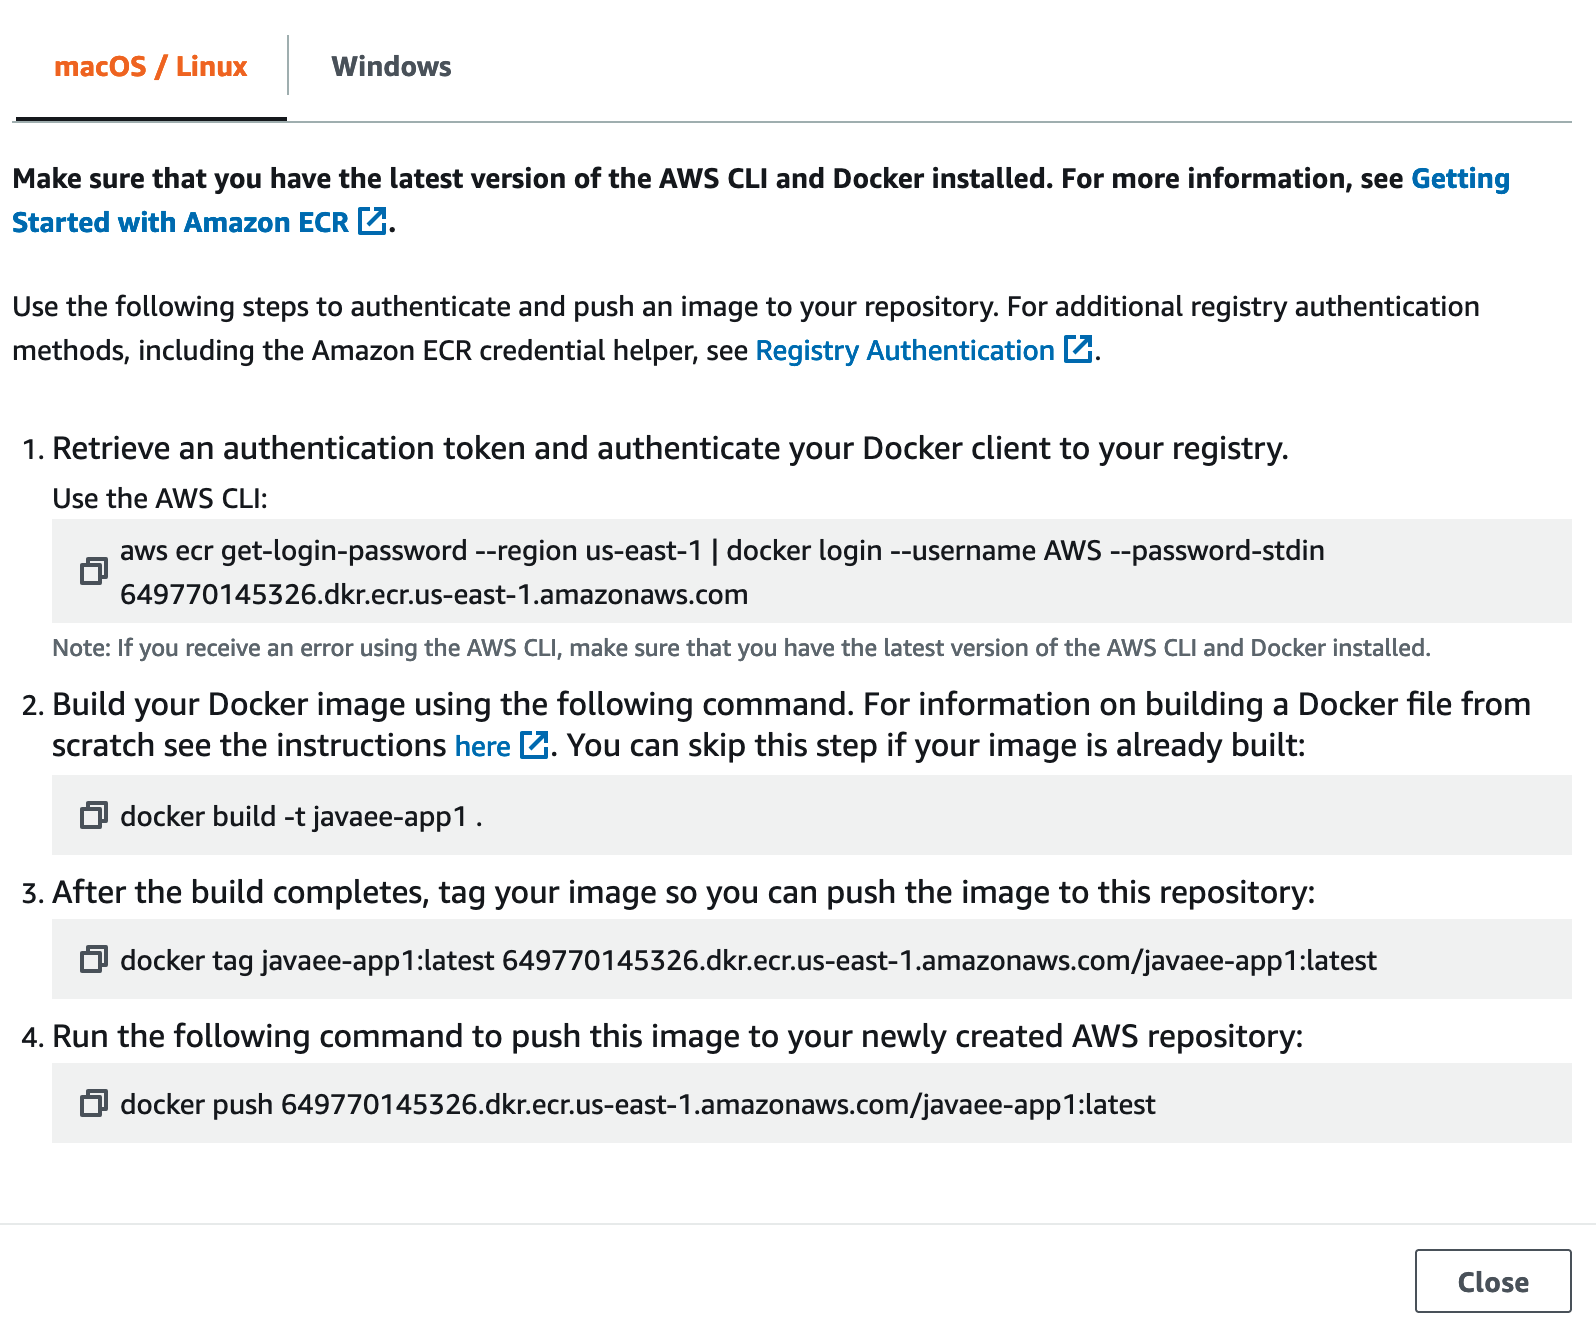 macOS / Linux
Windows
Make sure that you have the latest version of the AWS CLI and Docker installed. For more information, see Getting
Started with Amazon ECR.
Use the following steps to authenticate and push an image to your repository. For additional registry authentication
methods, including the Amazon ECR credential helper, see Registry Authentication.
1. Retrieve an authentication token and authenticate your Docker client to your registry.
Use the AWS CLI:
aws ecr get-login-password --region us-east-1 | docker login --username AWS --password-stdin
649770145326.dkr.ecr.us-east-1.amazonaws.com
Note: If you receive an error using the AWS CLI, make sure that you have the latest version of the AWS CLI and Docker installed.
2. Build your Docker image using the following command. For information on building a Docker file from
scratch see the instructions here. You can skip this step if your image is already built:
docker build -t javaee-app1 .
3. After the build completes, tag your image so you can push the image to this repository:
docker tag javaee-app1:latest 649770145326.dkr.ecr.us-east-1.amazonaws.com/javaee-app1:latest
4. Run the following command to push this image to your newly created AWS repository:
docker push 649770145326.dkr.ecr.us-east-1.amazonaws.com/javaee-app1:latest
Close